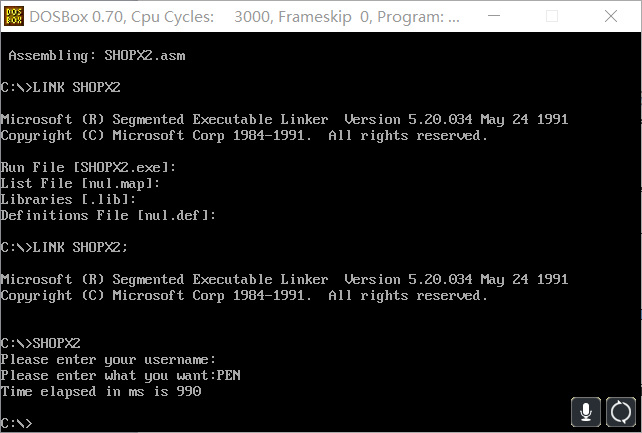 DOSBox 0.70, Cpu Cycles: 3000, Frameskip 0, Program: ...
Assembling: SHOPX2.asm
C:\>LINK SHOPX2
Microsoft (R) Segmented Executable Linker Version 5.20.034 May 24 1991
Copyright (C) Microsoft Corp 1984-1991. All rights reserved.
Run File [SHOPX2.exe]:
List File [nul.map]:
Libraries [.lib]:
Definitions File [nul.def]:
C:\>LINK SHOPX2;
Microsoft (R) Segmented Executable Linker Version 5.20.034 May 24 1991
Copyright (C) Microsoft Corp 1984-1991. All rights reserved.
C:\>SHOPX2
Please enter your username:
Please enter what you want:PEN
Time elapsed in ms is 990
C:\>